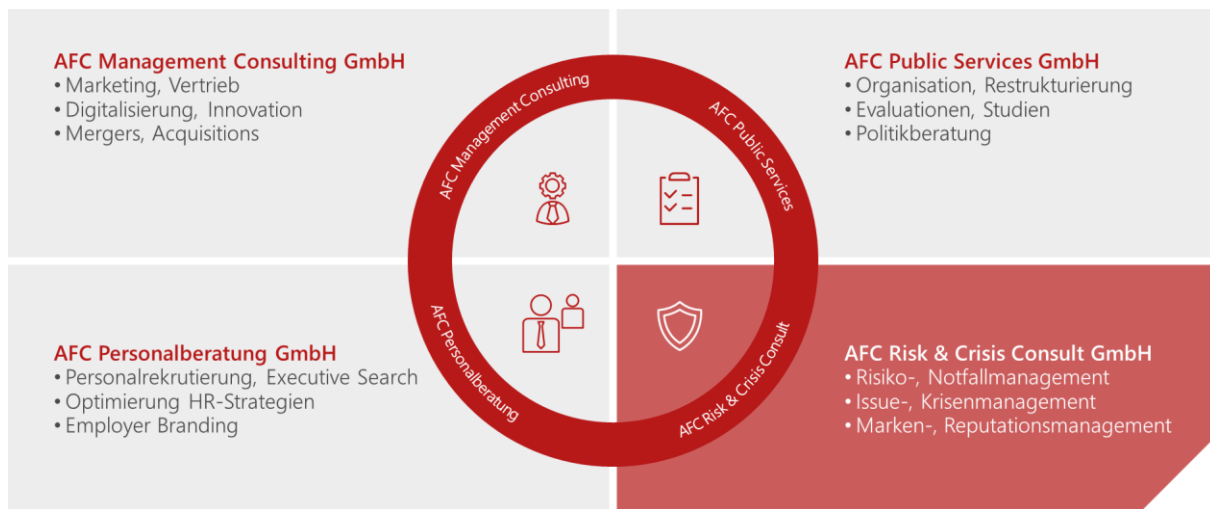 AFC Management Consulting GmbH
• Marketing, Vertrieb
• Digitalisierung, Innovation
• Mergers, Acquisitions
AFC Public Services GmbH
• Organisation, Restrukturierung
• Evaluationen, Studien
• Politikberatung
AFC Management Consulting
AFC Public Services
AFC Personalberatung
AFC Risk & Crisis Consult
AFC Personalberatung GmbH
• Personalrekrutierung, Executive Search
• Optimierung HR-Strategien
• Employer Branding
AFC Risk & Crisis Consult GmbH
• Risiko-, Notfallmanagement
• Issue-, Krisenmanagement
• Marken-, Reputationsmanagement